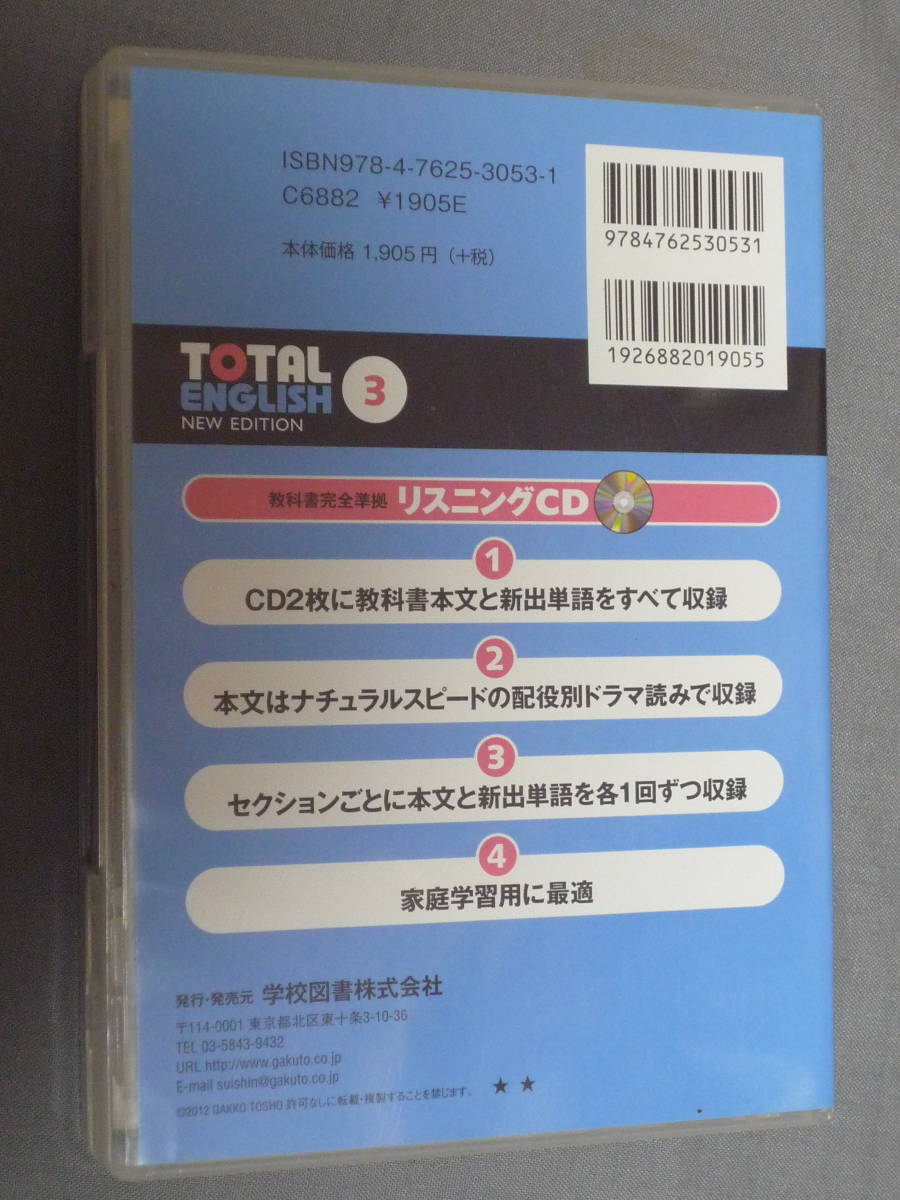 ISBN978-4-7625-3053-1
C6882 ¥1905E
本体価格 1,905円（+税）
9784762530531
1926882019055
TOTAL
ENGLISH
3
NEW EDITION
教科書完全準拠 リスニングCD
1
CD2枚に教科書本文と新出単語をすべて収録
2
本文はナチュラルスピードの配役別ドラマ読みで収録
3
セクションごとに本文と新出単語を各1回ずつ収録
4
家庭学習用に最適
発行・発売元 学校図書株式会社
〒114-0001 東京都北区東十条3-10-36
TEL 03-5843-9432
URL http://www.gakuto.co.jp
E-mail suishin@gakuto.co.jp
©2012 GAKKO TOSHO 許可なしに転載・複製することを禁じます。 ★ ★